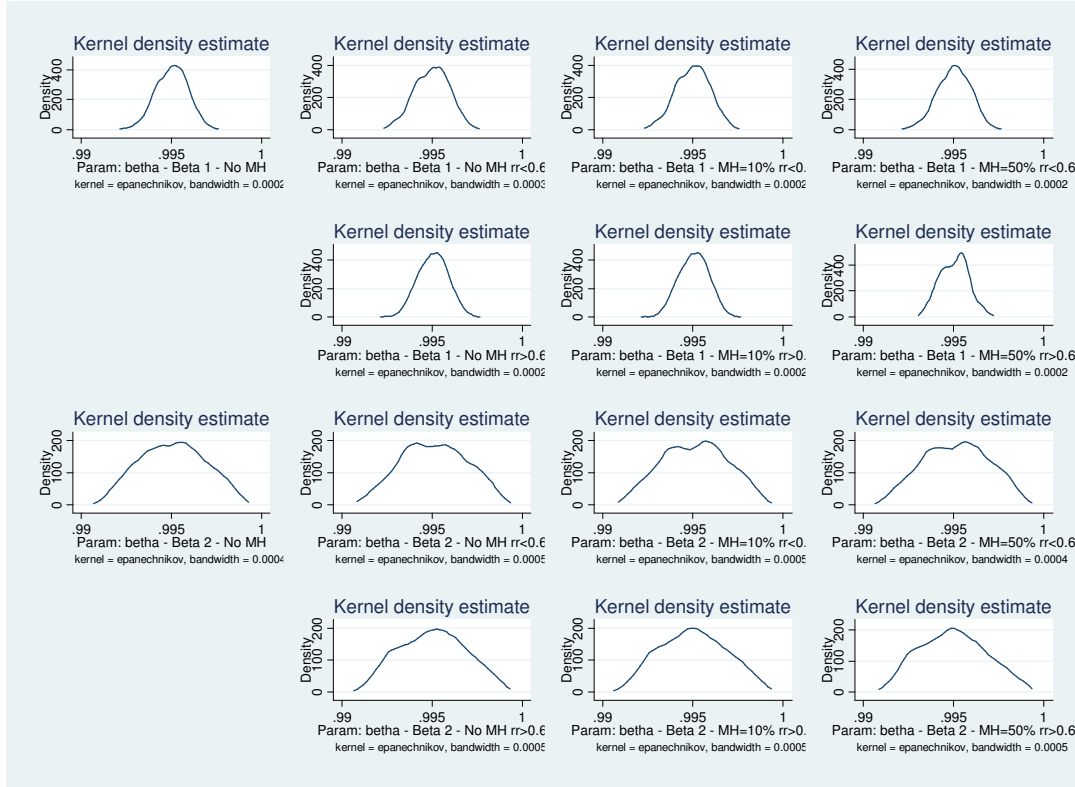 Kernel density estimate
Density
0 200 400
.99 .995 1
Param: betha - Beta 1 - No MH
kernel = epanechnikov, bandwidth = 0.0002
Kernel density estimate
Density
0 200 400
.99 .995 1
Param: betha - Beta 1 - No MH rr<0.6
kernel = epanechnikov, bandwidth = 0.0003
Kernel density estimate
Density
0 200 400
.99 .995 1
Param: betha - Beta 1 - MH=10% rr<0.
kernel = epanechnikov, bandwidth = 0.0002
Kernel density estimate
Density
0 200 400
.99 .995 1
Param: betha - Beta 1 - MH=50% rr<0.6
kernel = epanechnikov, bandwidth = 0.0002
Kernel density estimate
Density
0 200 400
.99 .995 1
Param: betha - Beta 1 - No MH rr>0.6
kernel = epanechnikov, bandwidth = 0.0002
Kernel density estimate
Density
0 200 400
.99 .995 1
Param: betha - Beta 1 - MH=10% rr>0.
kernel = epanechnikov, bandwidth = 0.0002
Kernel density estimate
Density
0 200 400
.99 .995 1
Param: betha - Beta 1 - MH=50% rr>0.6
kernel = epanechnikov, bandwidth = 0.0002
Kernel density estimate
Density
0 100 200
.99 .995 1
Param: betha - Beta 2 - No MH
kernel = epanechnikov, bandwidth = 0.0004
Kernel density estimate
Density
0 100 200
.99 .995 1
Param: betha - Beta 2 - No MH rr<0.6
kernel = epanechnikov, bandwidth = 0.0005
Kernel density estimate
Density
0 100 200
.99 .995 1
Param: betha - Beta 2 - MH=10% rr<0.
kernel = epanechnikov, bandwidth = 0.0005
Kernel density estimate
Density
0 100 200
.99 .995 1
Param: betha - Beta 2 - MH=50% rr<0.6
kernel = epanechnikov, bandwidth = 0.0004
Kernel density estimate
Density
0 100 200
.99 .995 1
Param: betha - Beta 2 - No MH rr>0.6
kernel = epanechnikov, bandwidth = 0.0005
Kernel density estimate
Density
0 100 200
.99 .995 1
Param: betha - Beta 2 - MH=10% rr>0.
kernel = epanechnikov, bandwidth = 0.0005
Kernel density estimate
Density
0 100 200
.99 .995 1
Param: betha - Beta 2 - MH=50% rr>0.6
kernel = epanechnikov, bandwidth = 0.0005